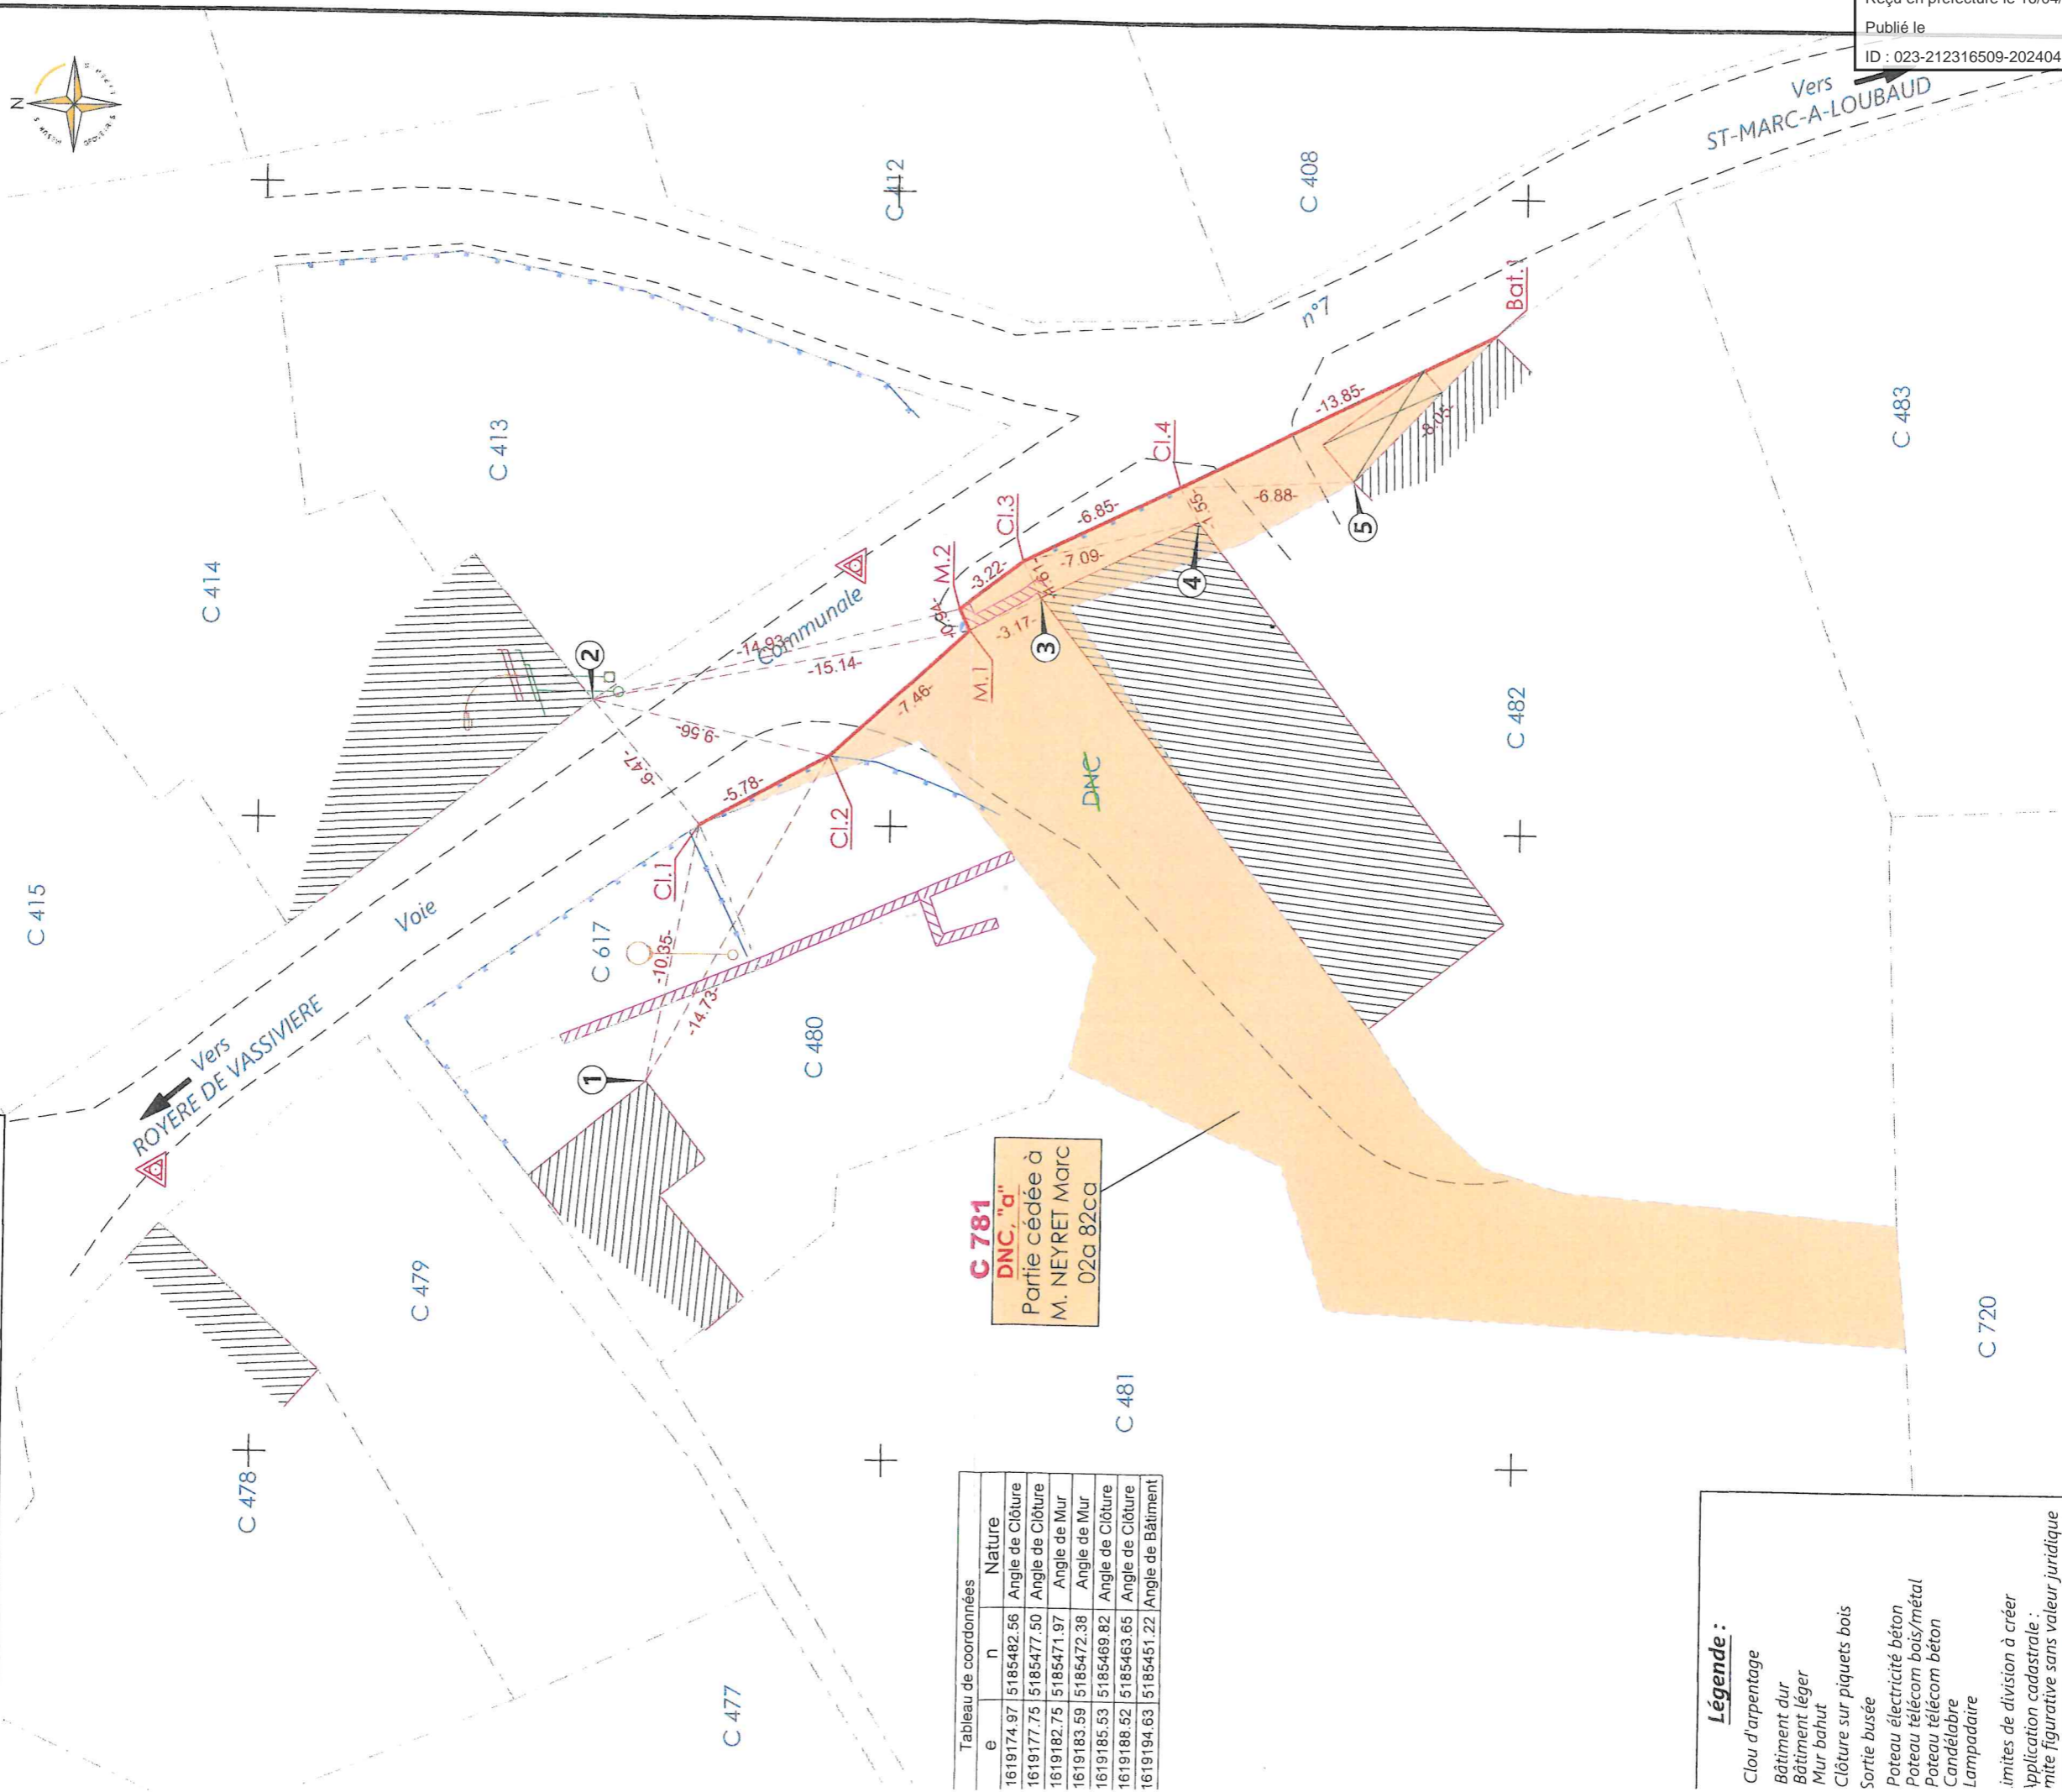 Reçu en préfecture le 18/04/
Publié le
ID : 023-212316509-202404
N
Vers
ST-MARC-A-LOUBAUD
C 412
C 408
n°7
C 413
C 414
C 415
C 483
C 482
C 617
C 480
C 479
C 478
C 477
C 481
C 720
Voie
Communale
Vers
ROYERE DE VASSIVIERE
Bat.1
Cl.4
Cl.3
M.2
M.1
Cl.2
Cl.1
-13.85-
-8.05-
-6.85-
-1.55-
-6.88-
-3.22-
-7.09-
-3.17-
-14.93-
-15.14-
-7.46-
-9.56-
-6.47-
-5.78-
-10.35-
-14.73-
1
2
3
4
5
DNC
C 781
DNC, "a"
Partie cédée à
M. NEYRET Marc
02a 82ca
Tableau de coordonnées
e n Nature
1619174.97 5185482.56 Angle de Clôture
1619177.75 5185477.50 Angle de Clôture
1619182.75 5185471.97 Angle de Mur
1619183.59 5185472.38 Angle de Mur
1619185.53 5185469.82 Angle de Clôture
1619188.52 5185463.65 Angle de Clôture
1619194.63 5185451.22 Angle de Bâtiment
Légende :
Clou d'arpentage
Bâtiment dur
Bâtiment léger
Mur bahut
Clôture sur piquets bois
Sortie busée
Poteau électricité béton
Poteau télécom bois/métal
Poteau télécom béton
Candélabre
Lampadaire
imites de division à créer
Application cadastrale :
mite figurative sans valeur juridique